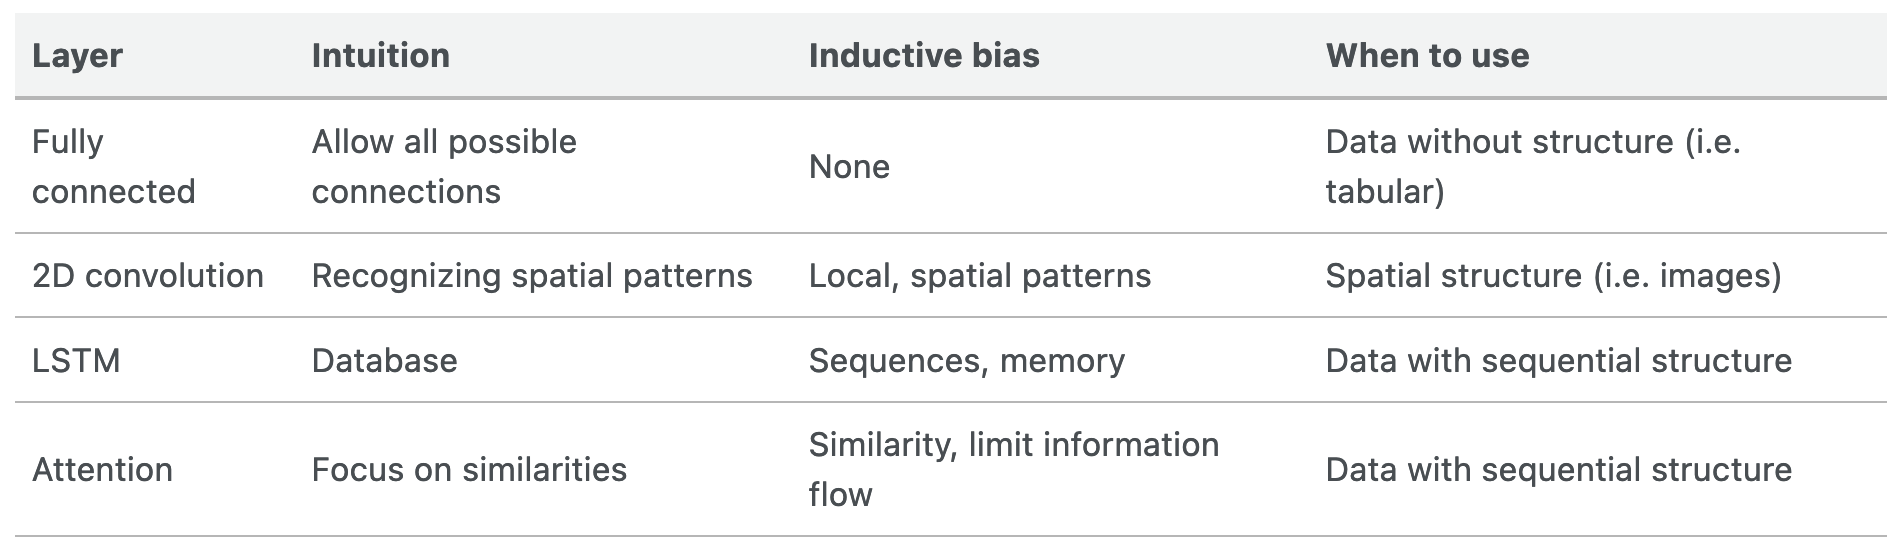 Layer Intuition Inductive bias When to use
Fully connected Allow all possible connections None Data without structure (i.e. tabular)
2D convolution Recognizing spatial patterns Local, spatial patterns Spatial structure (i.e. images)
LSTM Database Sequences, memory Data with sequential structure
Attention Focus on similarities Similarity, limit information flow Data with sequential structure